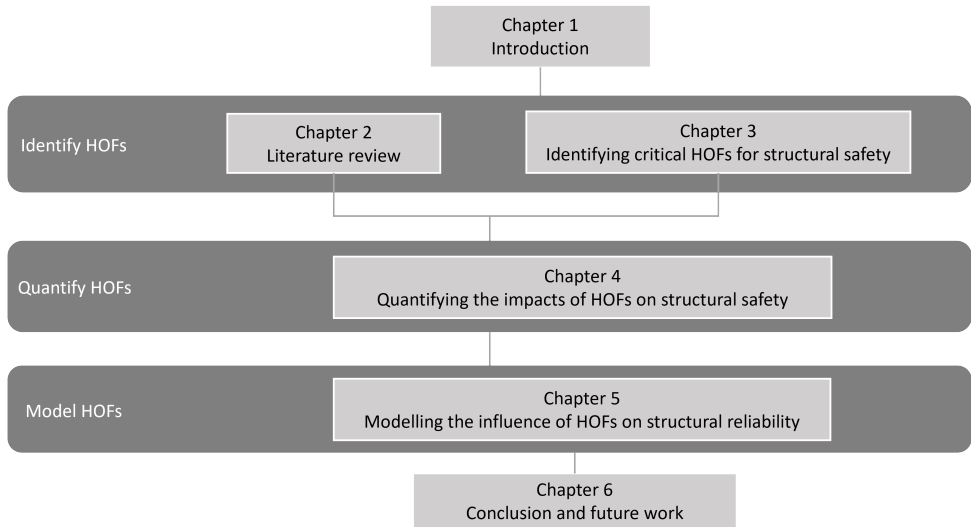 Chapter 1
Introduction
Identify HOFs
Chapter 2
Literature review
Chapter 3
Identifying critical HOFs for structural safety
Quantify HOFs
Chapter 4
Quantifying the impacts of HOFs on structural safety
Model HOFs
Chapter 5
Modelling the influence of HOFs on structural reliability
Chapter 6
Conclusion and future work